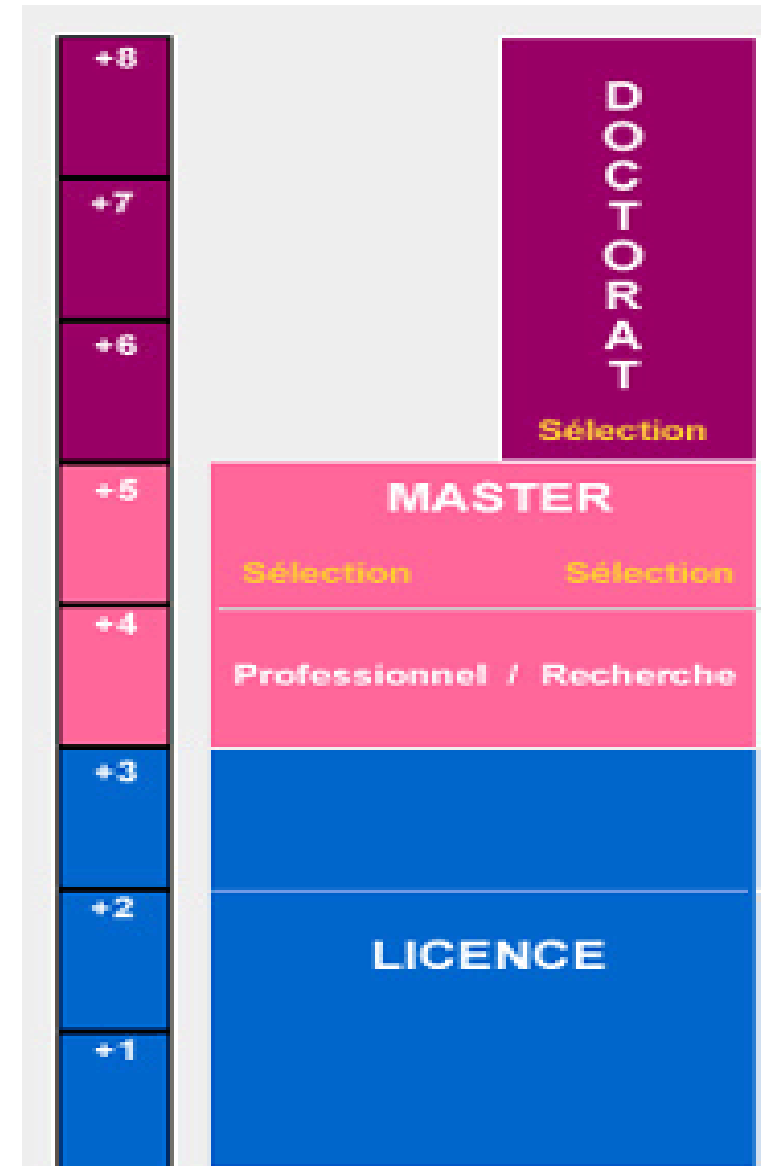 +8
DOCTORAT
+7
+6
Sélection
+5
MASTER
Sélection Sélection
+4
Professionnel / Recherche
+3
+2
LICENCE
+1